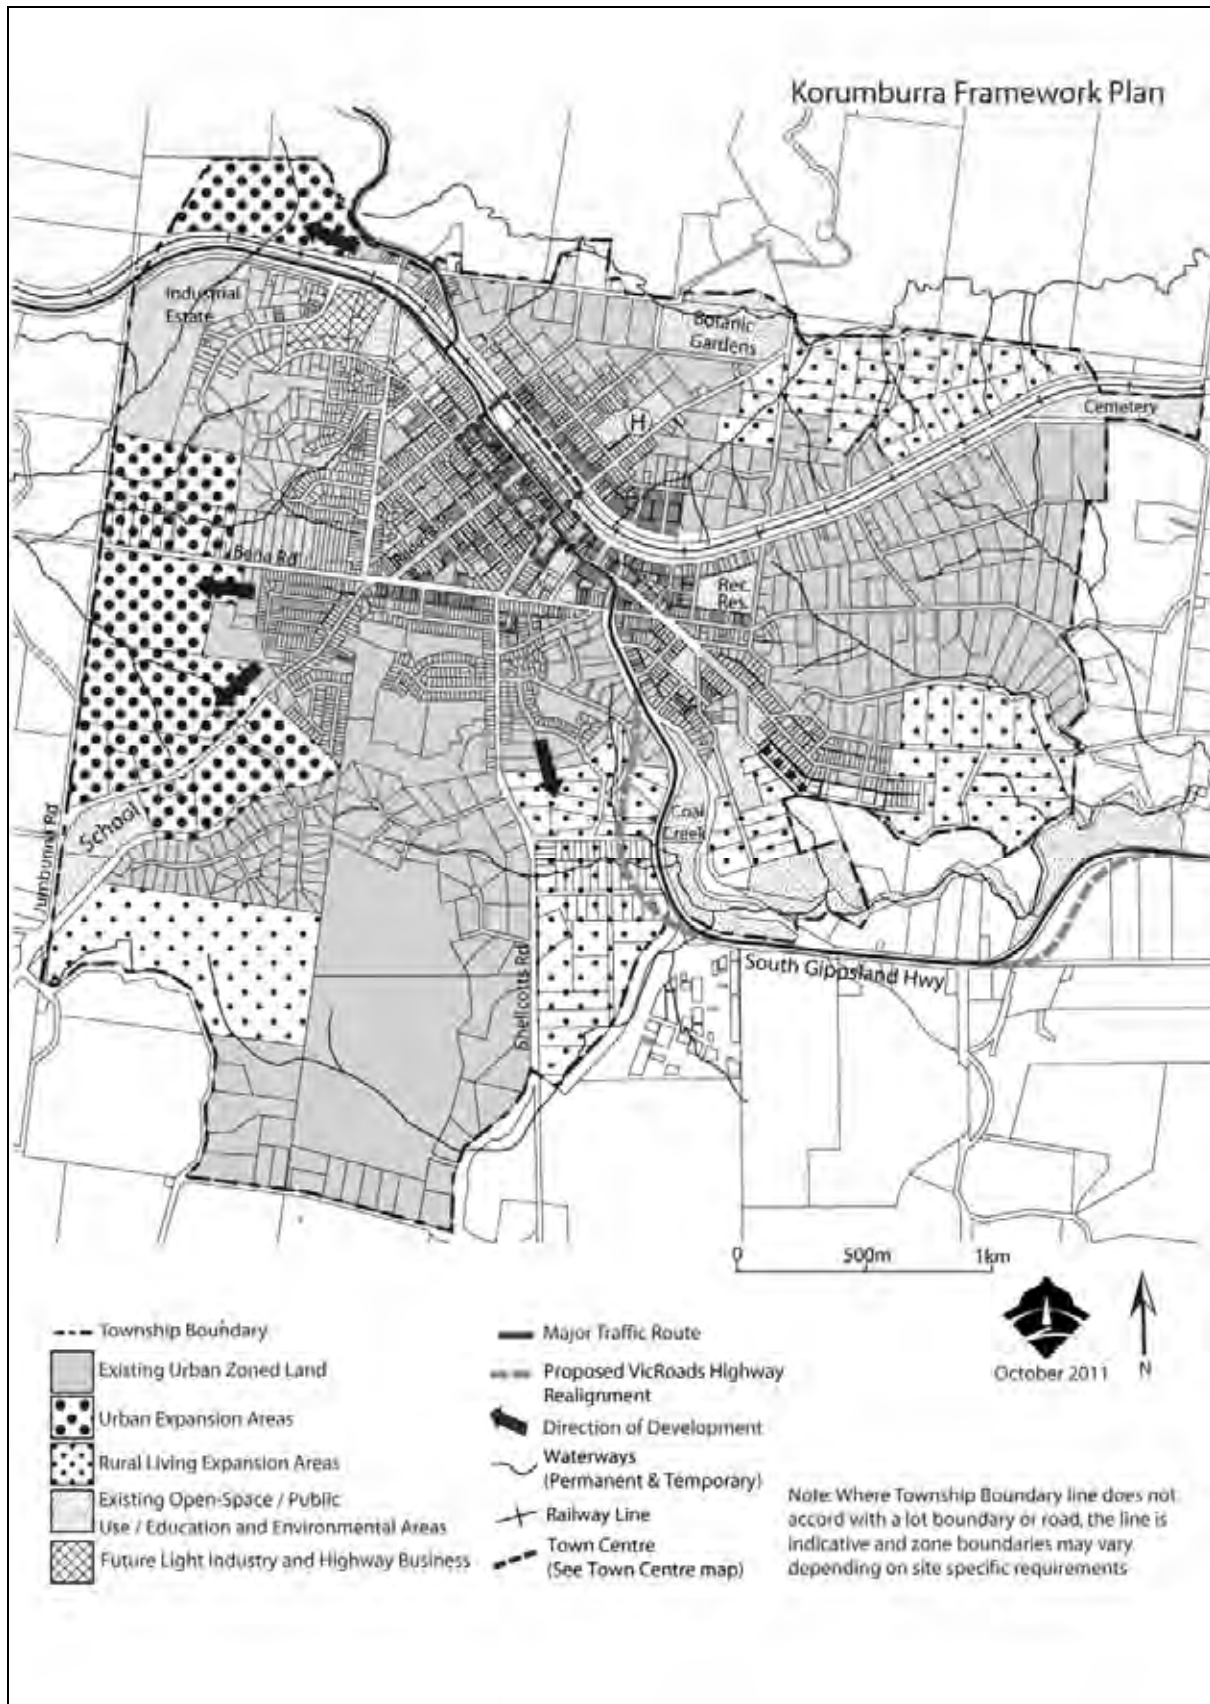 Korumburra Framework Plan
Industrial
Estate
Botanic
Gardens
H
Cemetery
Bena Rd
Rec.
Res.
Coal
Creek
School
Jumbunna Rd
Shellcotts Rd
South Gippsland Hwy
0 500m 1km
Township Boundary
Existing Urban Zoned Land
Urban Expansion Areas
Rural Living Expansion Areas
Existing Open-Space / Public
Use / Education and Environmental Areas
Future Light Industry and Highway Business
Major Traffic Route
Proposed VicRoads Highway
Realignment
Direction of Development
Waterways
(Permanent & Temporary)
Railway Line
Town Centre
(See Town Centre map)
October 2011
N
Note: Where Township Boundary line does not
accord with a lot boundary or road, the line is
indicative and zone boundaries may vary
depending on site specific requirements